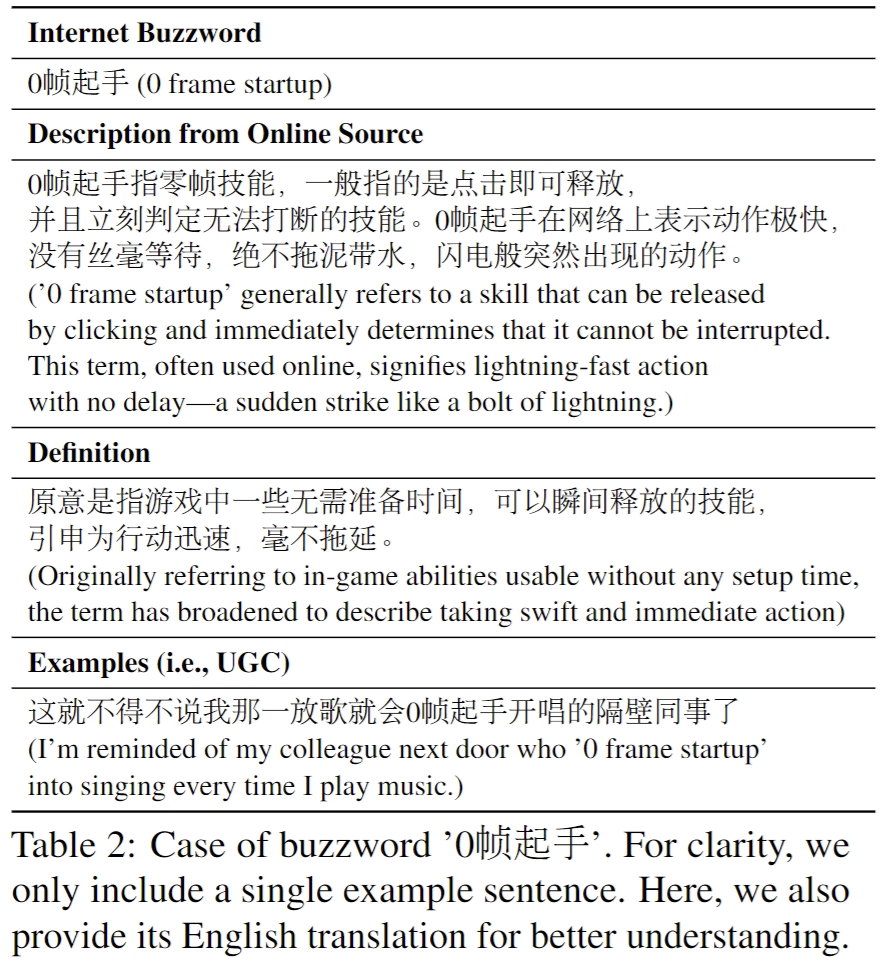 Internet Buzzword
0帧起手 (0 frame startup)
Description from Online Source
0帧起手指零帧技能，一般指的是点击即可释放，
并且立刻判定无法打断的技能。0帧起手在网络上表示动作极快，
没有丝毫等待，绝不拖泥带水，闪电般突然出现的动作。
('0 frame startup' generally refers to a skill that can be released
by clicking and immediately determines that it cannot be interrupted.
This term, often used online, signifies lightning-fast action
with no delay—a sudden strike like a bolt of lightning.)
Definition
原意是指游戏中一些无需准备时间，可以瞬间释放的技能，
引申为行动迅速，毫不拖延。
(Originally referring to in-game abilities usable without any setup time,
the term has broadened to describe taking swift and immediate action)
Examples (i.e., UGC)
这就不得不说我那一放歌就会0帧起手开唱的隔壁同事了
(I'm reminded of my colleague next door who '0 frame startup'
into singing every time I play music.)
Table 2: Case of buzzword '0帧起手'. For clarity, we
only include a single example sentence. Here, we also
provide its English translation for better understanding.